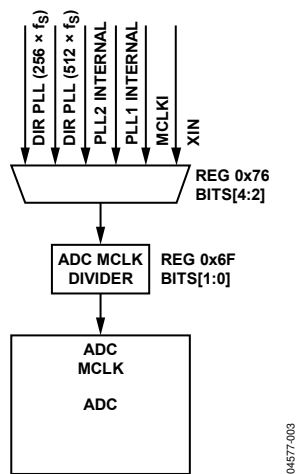 DIR PLL (256 × fS)
DIR PLL (512 × fS)
PLL2 INTERNAL
PLL1 INTERNAL
MCLKI
XIN
REG 0x76
BITS[4:2]
ADC MCLK
DIVIDER
REG 0x6F
BITS[1:0]
ADC
MCLK
ADC
04577-003